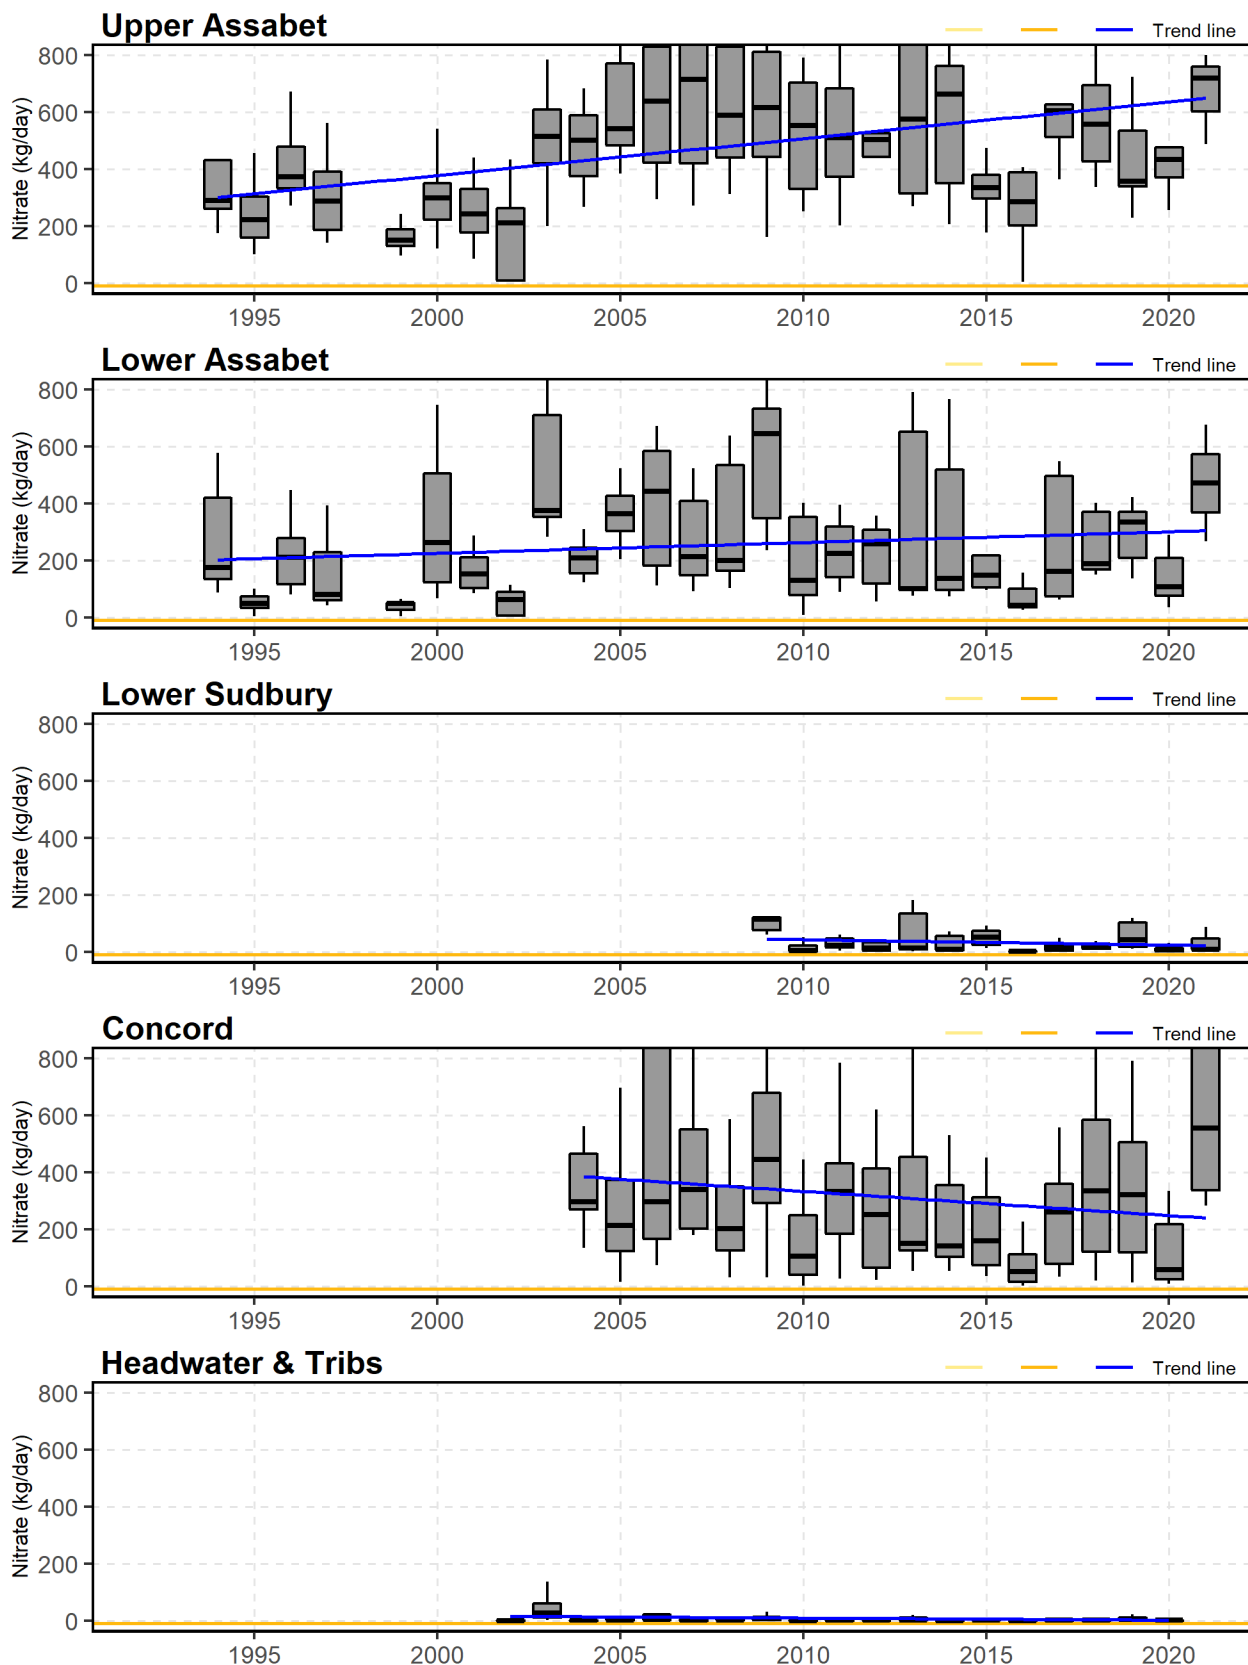 Upper Assabet
Trend line
Nitrate (kg/day)
800
600
400
200
0
1995 2000 2005 2010 2015 2020
Lower Assabet
Trend line
Nitrate (kg/day)
800
600
400
200
0
1995 2000 2005 2010 2015 2020
Lower Sudbury
Trend line
Nitrate (kg/day)
800
600
400
200
0
1995 2000 2005 2010 2015 2020
Concord
Trend line
Nitrate (kg/day)
800
600
400
200
0
1995 2000 2005 2010 2015 2020
Headwater & Tribs
Trend line
Nitrate (kg/day)
800
600
400
200
0
1995 2000 2005 2010 2015 2020